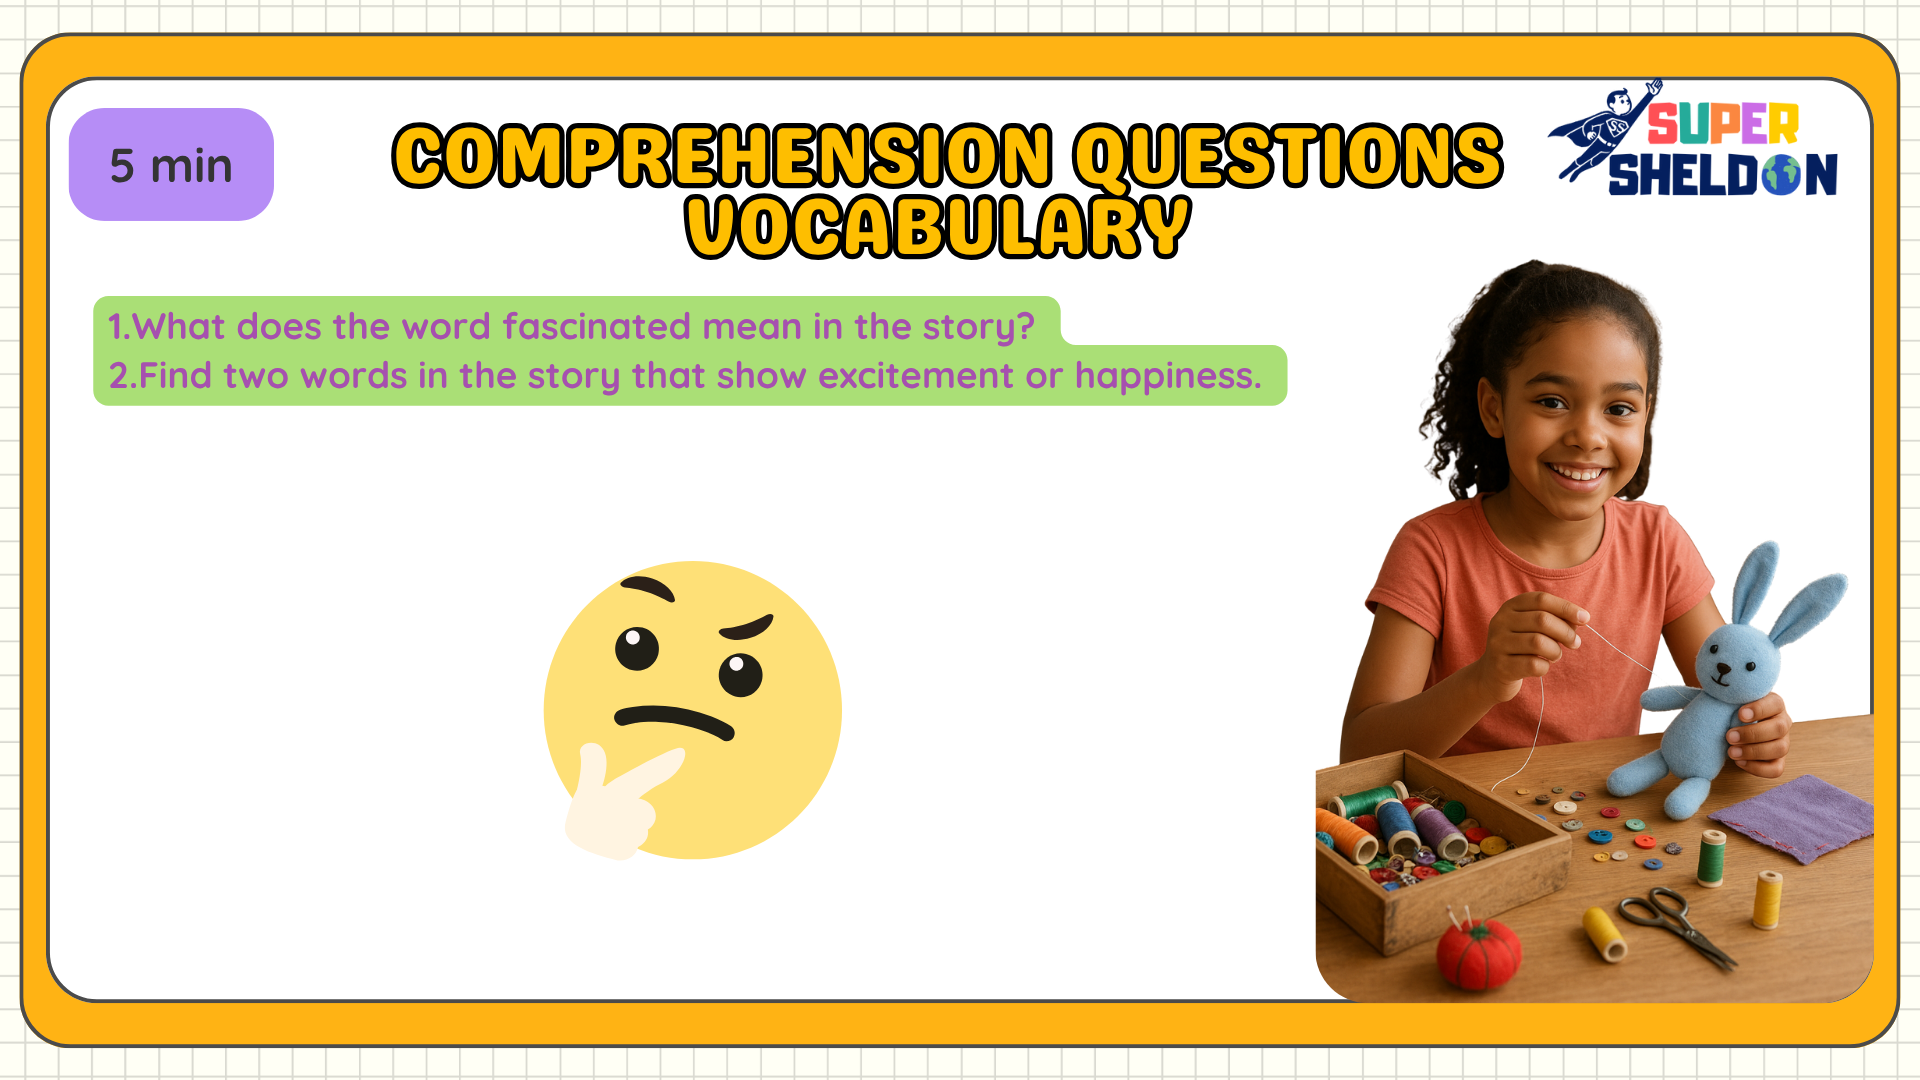 5 min
COMPREHENSION QUESTIONS
VOCABULARY
SUPER
SHELDON
SS
1.What does the word fascinated mean in the story?
2.Find two words in the story that show excitement or happiness.